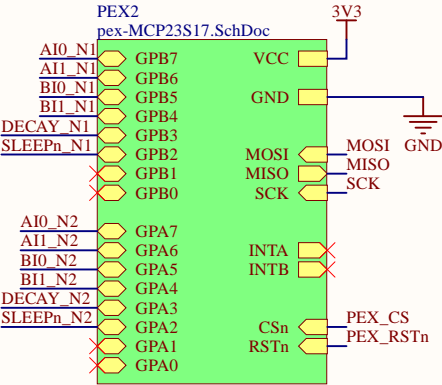 PEX2
3V3
pex-MCP23S17.SchDoc
AI0_N1 GPB7 VCC
AI1_N1 GPB6
BI0_N1 GPB5 GND
BI1_N1 GPB4
DECAY_N1 GPB3 GND
SLEEPn_N1 GPB2 MOSI MOSI
GPB1 MISO MISO
GPB0 SCK SCK
AI0_N2 GPA7
AI1_N2 GPA6 INTA
BI0_N2 GPA5 INTB
BI1_N2 GPA4
DECAY_N2 GPA3
SLEEPn_N2 GPA2 CSn PEX_CS
GPA1 RSTn PEX_RSTn
GPA0